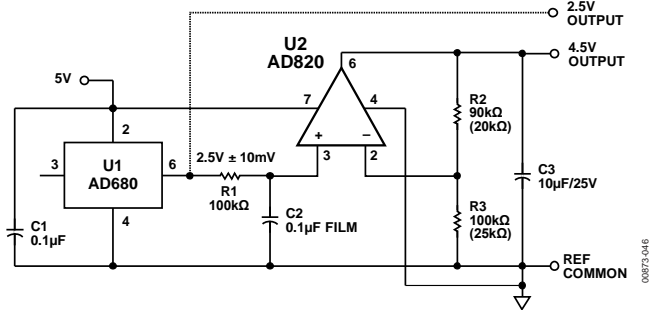 2.5V
OUTPUT
U2
AD820
6
4.5V
OUTPUT
5V
7
4
R2
90kΩ
(20kΩ)
2
+
–
U1
AD680
3
6
2.5V ± 10mV
3
2
R1
100kΩ
C3
10µF/25V
4
C1
0.1µF
C2
0.1µF FILM
R3
100kΩ
(25kΩ)
REF
COMMON
00873-046